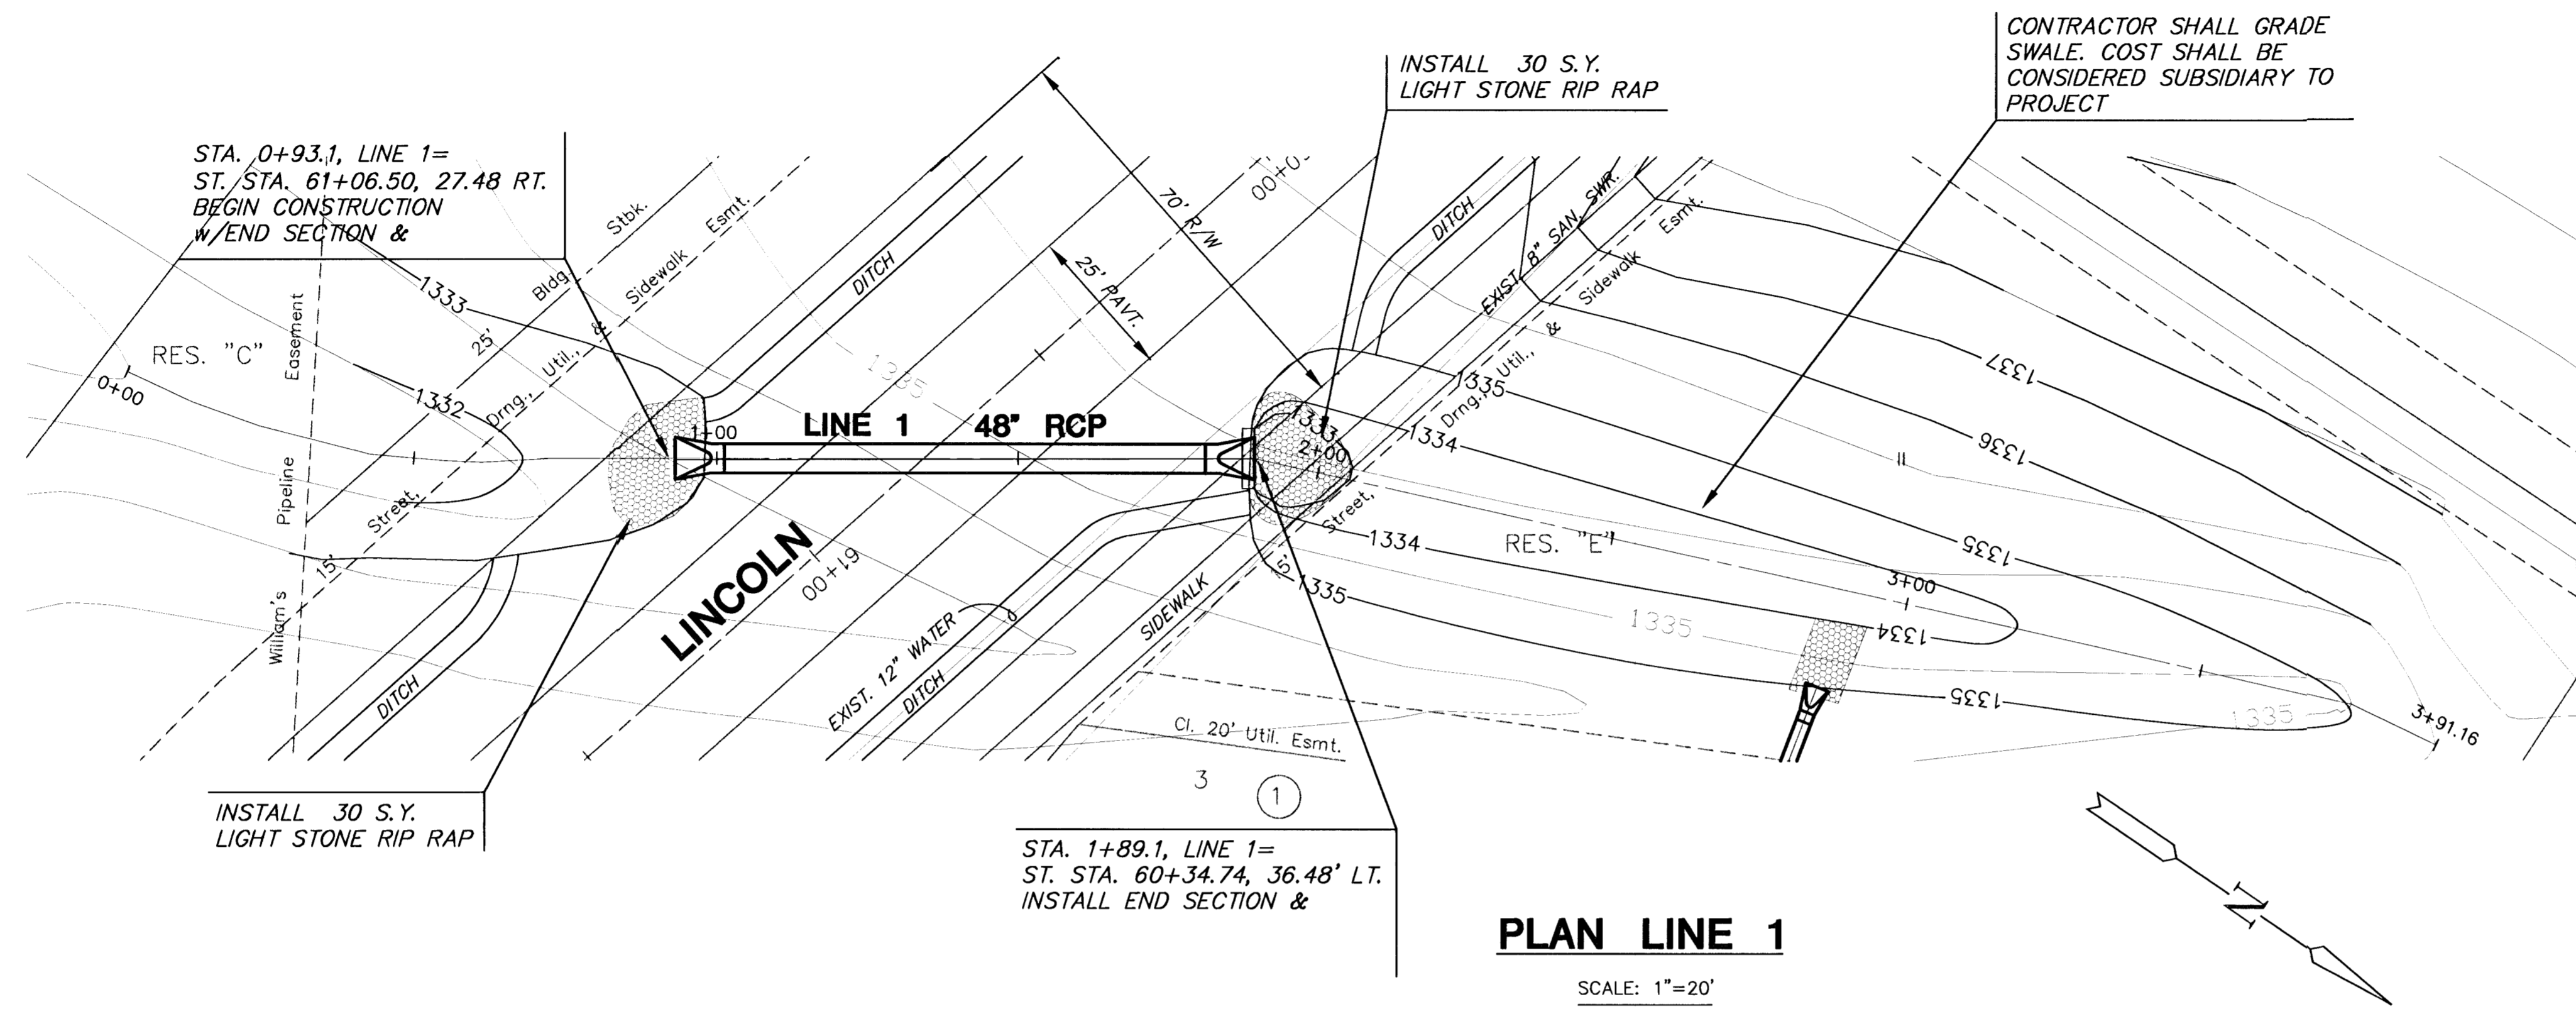 CONTRACTOR SHALL GRADE
SWALE. COST SHALL BE
CONSIDERED SUBSIDIARY TO
PROJECT
INSTALL 30 S.Y.
LIGHT STONE RIP RAP
STA. 0+93.1, LINE 1=
ST. STA. 61+06.50, 27.48 RT.
BEGIN CONSTRUCTION
w/END SECTION &
70' R/W
25' PAVT.
DITCH
DITCH
EXIST. 8" SAN. SWR.
Sidewalk Esmt.
Street, Drng., Util., & Sidewalk Esmt.
25' Bldg. Stbk.
1333
RES. "C"
0+00
1332
William's Pipeline Easement
15'
1335
1+00
LINE 1 48" RCP
1333
2+00
1335
1334
Street, Drng., Util., &
15'
1337
1336
1335
1334
RES. "E"
3+00
1335
1335
1334
1335
1335
3+91.16
LINCOLN
61+00
EXIST. 12" WATER
DITCH
DITCH
SIDEWALK
Cl. 20' Util. Esmt.
3
1
INSTALL 30 S.Y.
LIGHT STONE RIP RAP
STA. 1+89.1, LINE 1=
ST. STA. 60+34.74, 36.48' LT.
INSTALL END SECTION &
N
PLAN LINE 1
SCALE: 1"=20'